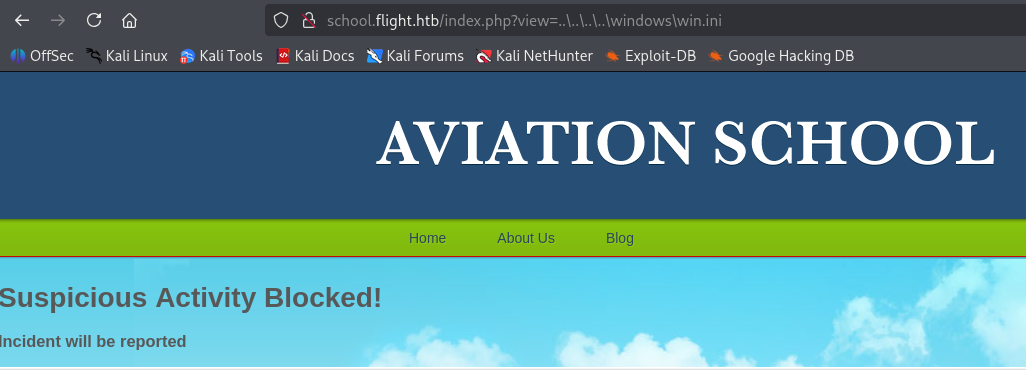 school.flight.htb/index.php?view=..\..\..\..\windows\win.ini
OffSec Kali Linux Kali Tools Kali Docs Kali Forums Kali NetHunter Exploit-DB Google Hacking DB
AVIATION SCHOOL
Home About Us Blog
Suspicious Activity Blocked!
Incident will be reported